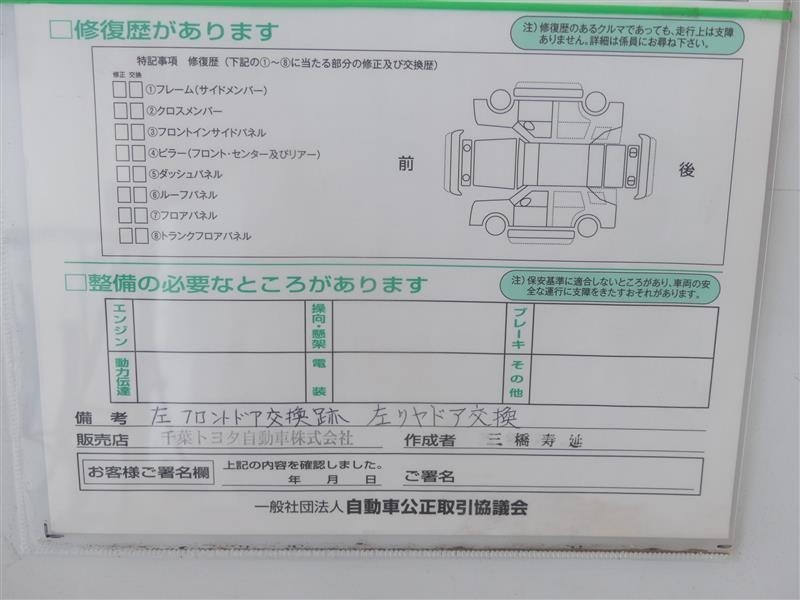 □修復歴があります
注）修復歴のあるクルマであっても、走行上は支障
ありません。詳細は係員にお尋ね下さい。
特記事項 修復歴（下記の①～⑧に当たる部分の修正及び交換歴）
修正 交換
①フレーム（サイドメンバー）
②クロスメンバー
③フロントインサイドパネル
④ピラー（フロント・センター及びリアー）
⑤ダッシュパネル
⑥ルーフパネル
⑦フロアパネル
⑧トランクフロアパネル
前
後
□整備の必要なところがあります
注）保安基準に適合しないところがあり、車両の安
全な運行に支障をきたすおそれがあります。
エンジン
操向・懸架
ブレーキ
動力伝達
電装
その他
備考 左フロントドア交換跡 左リヤドア交換
販売店 千葉トヨタ自動車株式会社 作成者 三橋寿延
お客様ご署名欄 上記の内容を確認しました。
年 月 日 ご署名
一般社団法人 自動車公正取引協議会